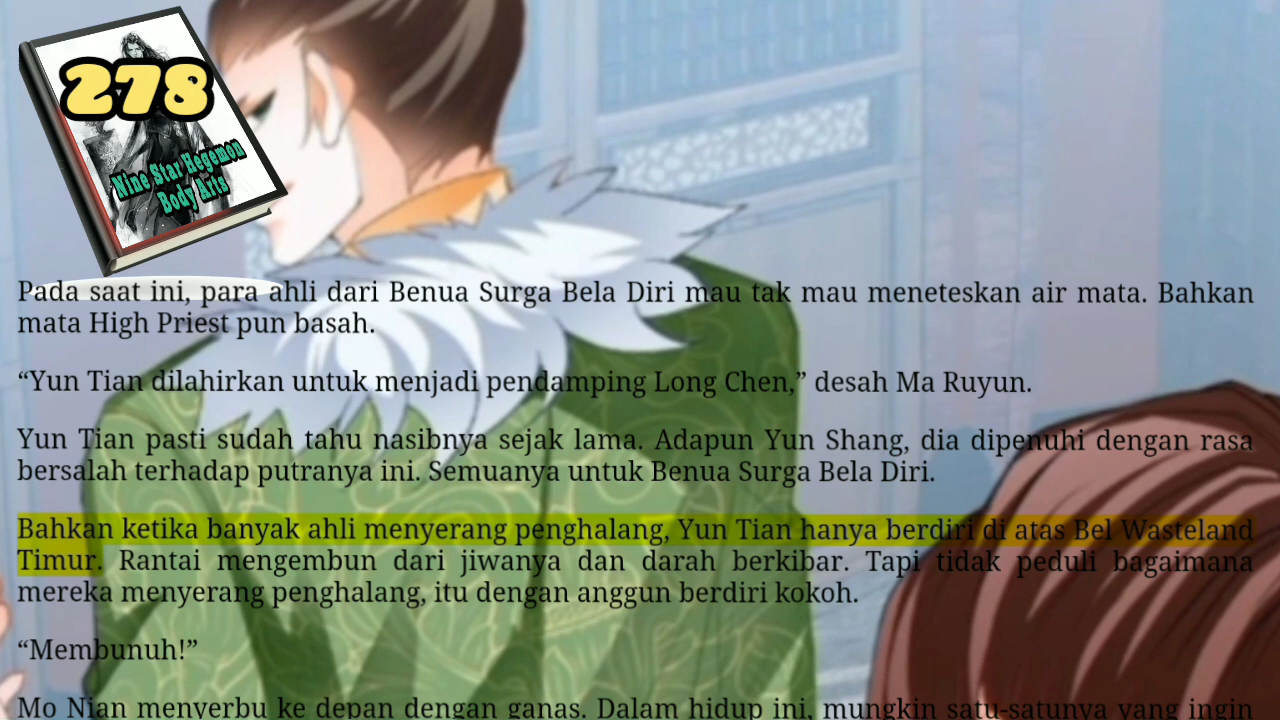 278
Nine Star Hegemon
Body Arts
Pada saat ini, para ahli dari Benua Surga Bela Diri mau tak mau meneteskan air mata. Bahkan
mata High Priest pun basah.
“Yun Tian dilahirkan untuk menjadi pendamping Long Chen,” desah Ma Ruyun.
Yun Tian pasti sudah tahu nasibnya sejak lama. Adapun Yun Shang, dia dipenuhi dengan rasa
bersalah terhadap putranya ini. Semuanya untuk Benua Surga Bela Diri.
Bahkan ketika banyak ahli menyerang penghalang, Yun Tian hanya berdiri di atas Bel Wasteland
Timur. Rantai mengembun dari jiwanya dan darah berkibar. Tapi tidak peduli bagaimana
mereka menyerang penghalang, itu dengan anggun berdiri kokoh.
“Membunuh!”
Mo Nian menyerbu ke depan dengan ganas. Dalam hidup ini, mungkin satu-satunya yang ingin